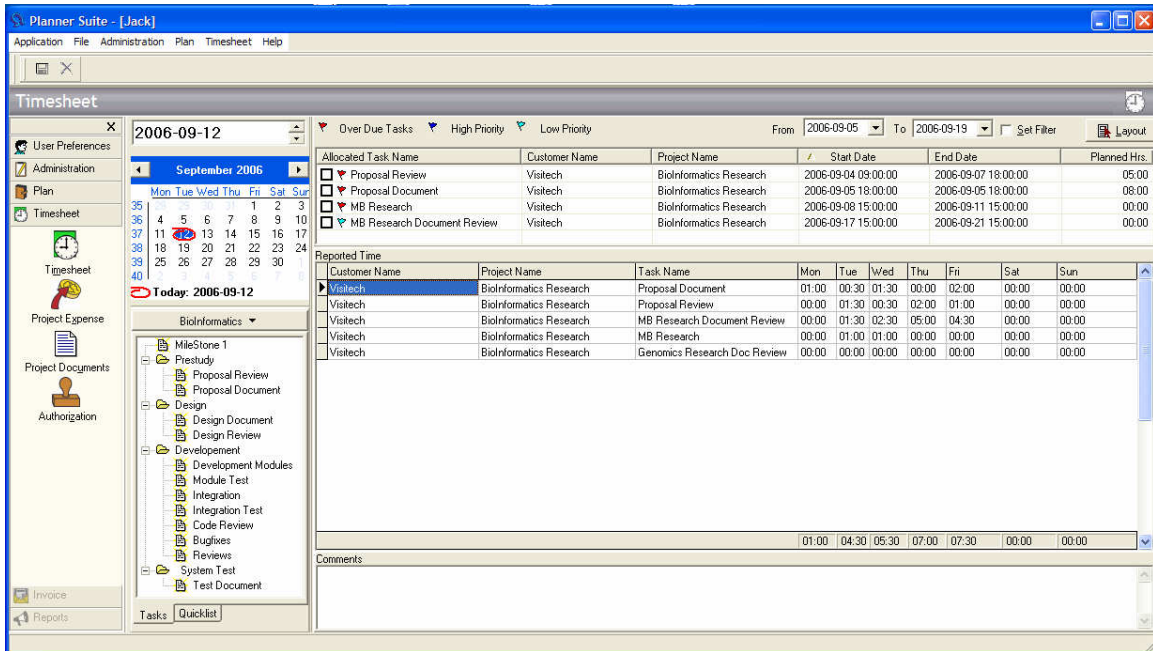 Planner Suite - [Jack]
Application File Administration Plan Timesheet Help
Timesheet
X
User Preferences
Administration
Plan
Timesheet
Timesheet
Project Expense
Project Documents
Authorization
Invoice
Reports
2006-09-12
September 2006
Mon Tue Wed Thu Fri Sat Sun
35 28 29 30 31 1 2 3
36 4 5 6 7 8 9 10
37 11 12 13 14 15 16 17
38 18 19 20 21 22 23 24
39 25 26 27 28 29 30 1
40 2 3 4 5 6 7 8
Today: 2006-09-12
BioInformatics
MileStone 1
Prestudy
Proposal Review
Proposal Document
Design
Design Document
Design Review
Developement
Development Modules
Module Test
Integration
Integration Test
Code Review
Bugfixes
Reviews
System Test
Test Document
Tasks Quicklist
Over Due Tasks High Priority Low Priority From 2006-09-05 To 2006-09-19 Set Filter Layout
Allocated Task Name Customer Name Project Name Start Date End Date Planned Hrs.
Proposal Review Visitech BioInformatics Research 2006-09-04 09:00:00 2006-09-07 18:00:00 05:00
Proposal Document Visitech BioInformatics Research 2006-09-05 18:00:00 2006-09-05 18:00:00 08:00
MB Research Visitech BioInformatics Research 2006-09-08 15:00:00 2006-09-11 15:00:00 00:00
MB Research Document Review Visitech BioInformatics Research 2006-09-17 15:00:00 2006-09-21 15:00:00 00:00
Reported Time
Customer Name Project Name Task Name Mon Tue Wed Thu Fri Sat Sun
Visitech BioInformatics Research Proposal Document 01:00 00:30 01:30 00:00 02:00 00:00 00:00
Visitech BioInformatics Research Proposal Review 00:00 01:30 00:30 02:00 01:00 00:00 00:00
Visitech BioInformatics Research MB Research Document Review 00:00 01:30 02:30 05:00 04:30 00:00 00:00
Visitech BioInformatics Research MB Research 00:00 01:00 01:00 00:00 00:00 00:00 00:00
Visitech BioInformatics Research Genomics Research Doc Review 00:00 00:00 00:00 00:00 00:00 00:00 00:00
01:00 04:30 05:30 07:00 07:30 00:00 00:00
Comments